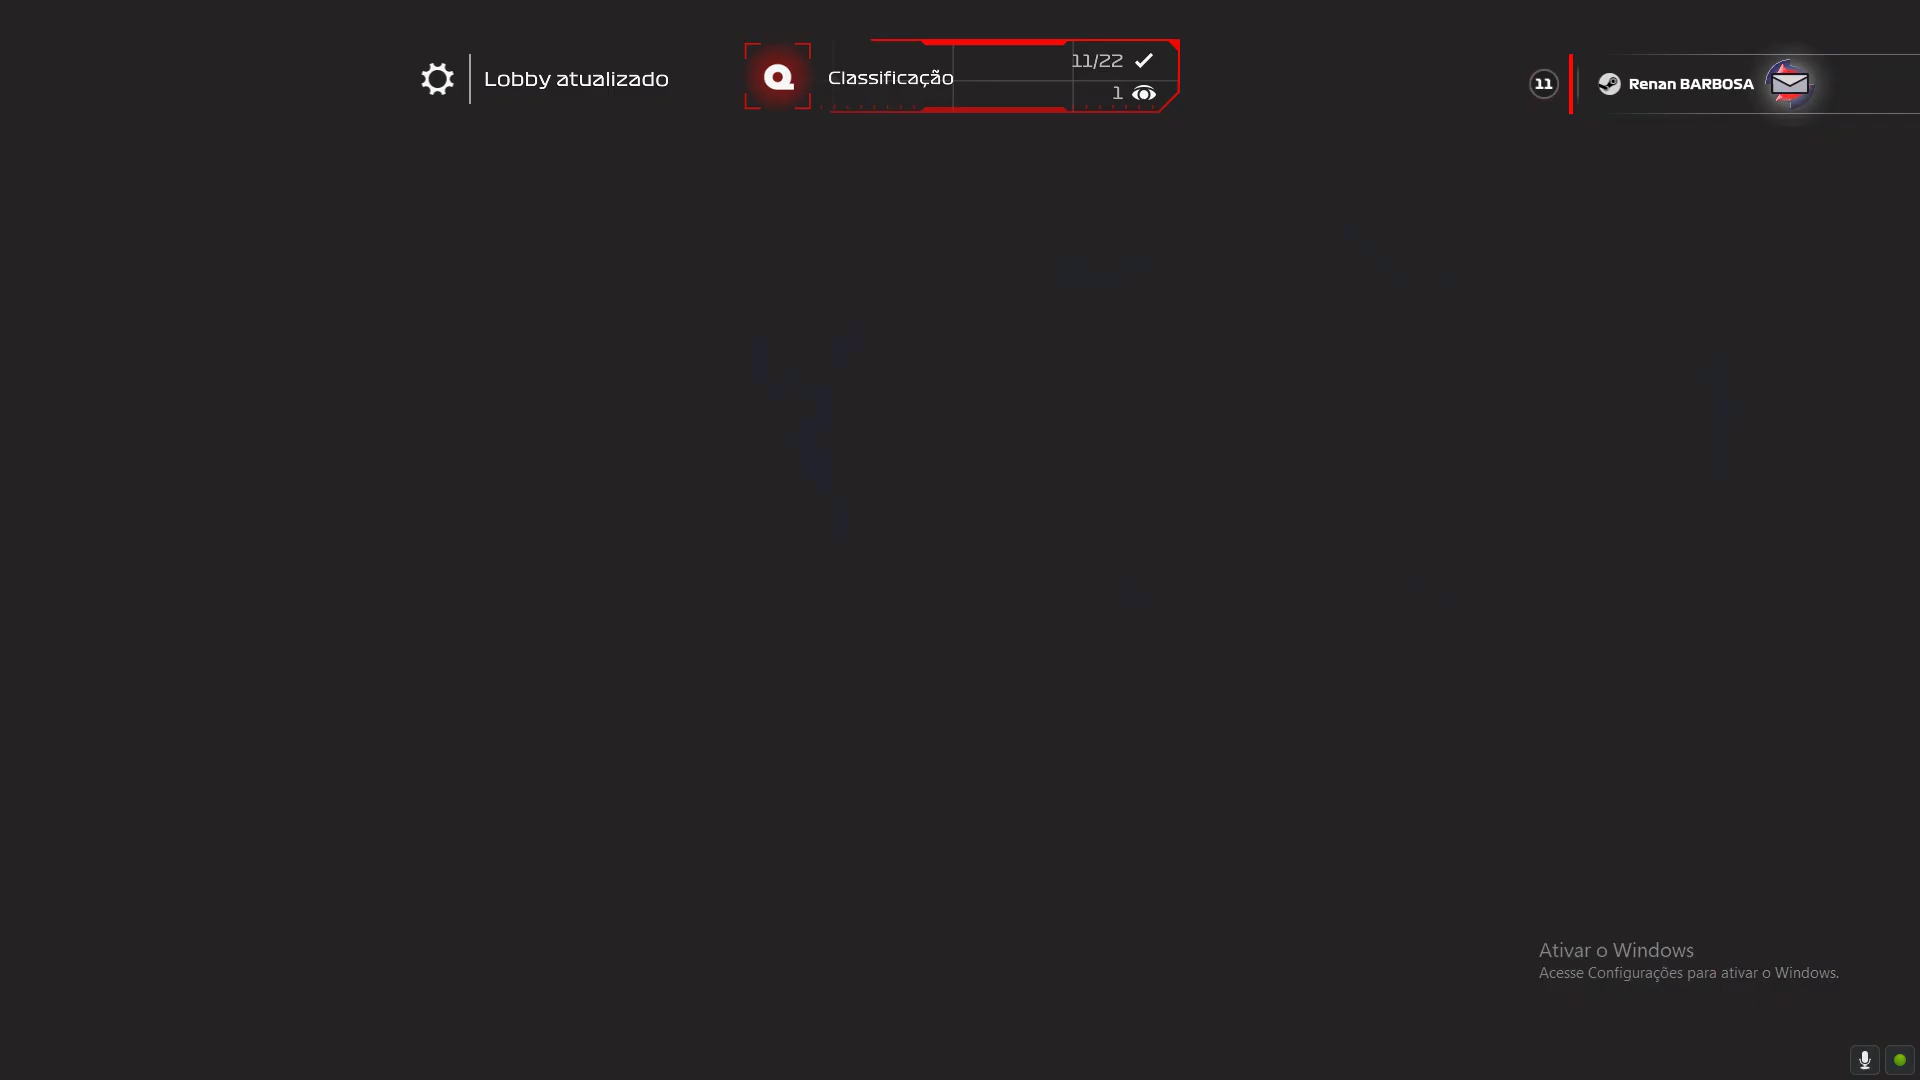 Lobby atualizado
Q
Classificação
11/22
1
11
Renan BARBOSA
Ativar o Windows
Acesse Configurações para ativar o Windows.